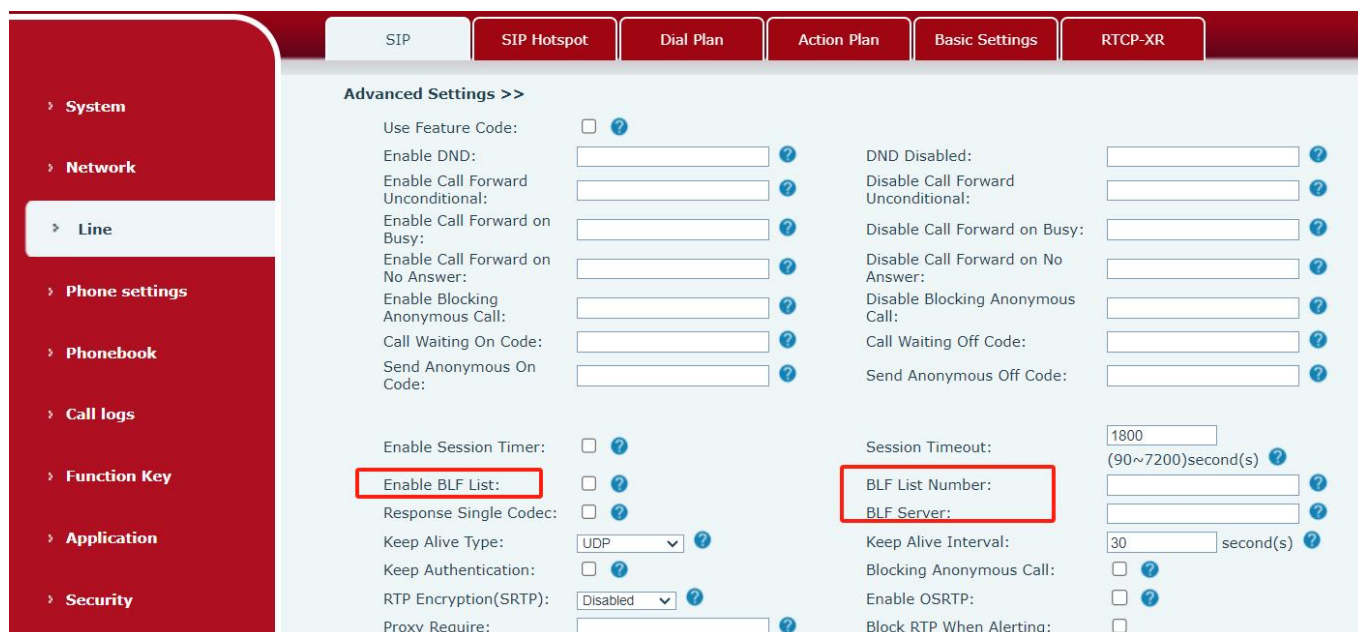 SIP
SIP Hotspot
Dial Plan
Action Plan
Basic Settings
RTCP-XR
System
Network
Line
Phone settings
Phonebook
Call logs
Function Key
Application
Security
Advanced Settings >>
Use Feature Code:
Enable DND:
DND Disabled:
Enable Call Forward
Unconditional:
Disable Call Forward
Unconditional:
Enable Call Forward on
Busy:
Disable Call Forward on Busy:
Enable Call Forward on
No Answer:
Disable Call Forward on No
Answer:
Enable Blocking
Anonymous Call:
Disable Blocking Anonymous
Call:
Call Waiting On Code:
Call Waiting Off Code:
Send Anonymous On
Code:
Send Anonymous Off Code:
Enable Session Timer:
Session Timeout:
1800
(90~7200)second(s)
Enable BLF List:
BLF List Number:
Response Single Codec:
BLF Server:
Keep Alive Type:
UDP
Keep Alive Interval:
30
second(s)
Keep Authentication:
Blocking Anonymous Call:
RTP Encryption(SRTP):
Disabled
Enable OSRTP:
Proxy Require:
Block RTP When Alerting: